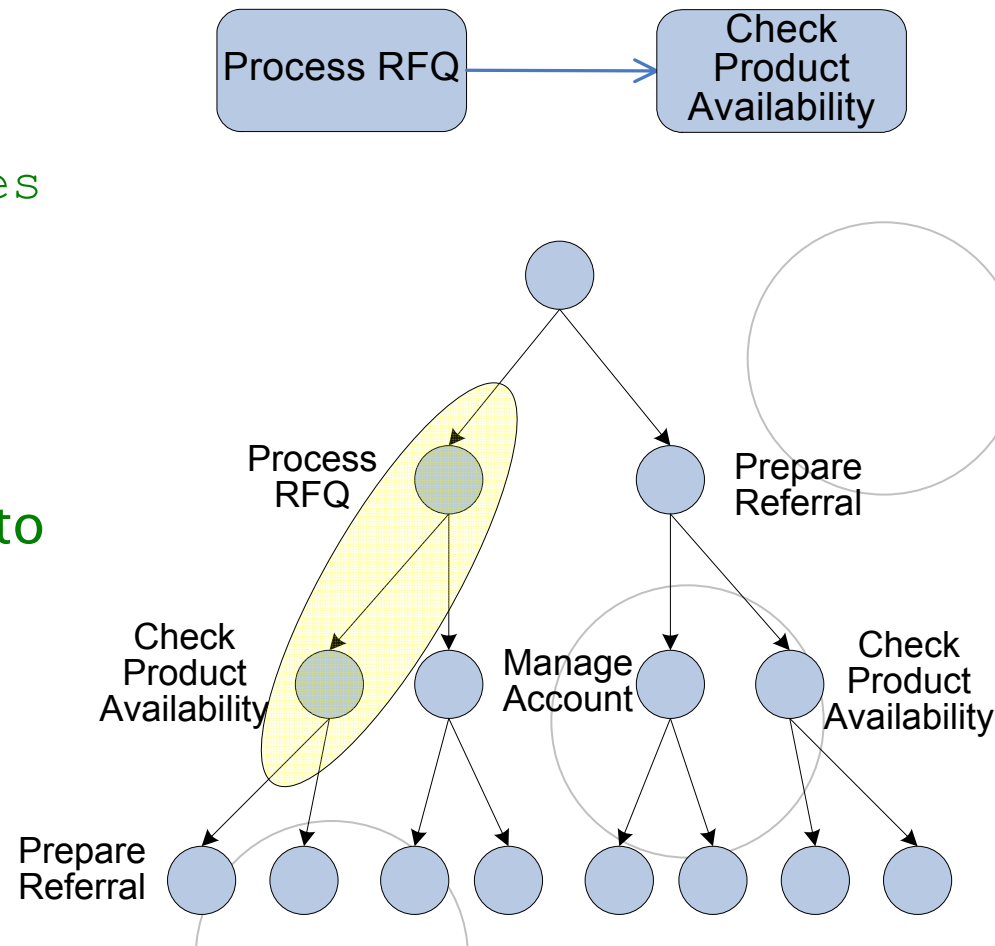 Process RFQ
Check
Product
Availability
es
Process
RFQ
Prepare
Referral
to
Check
Product
Availability
Manage
Account
Check
Product
Availability
Prepare
Referral